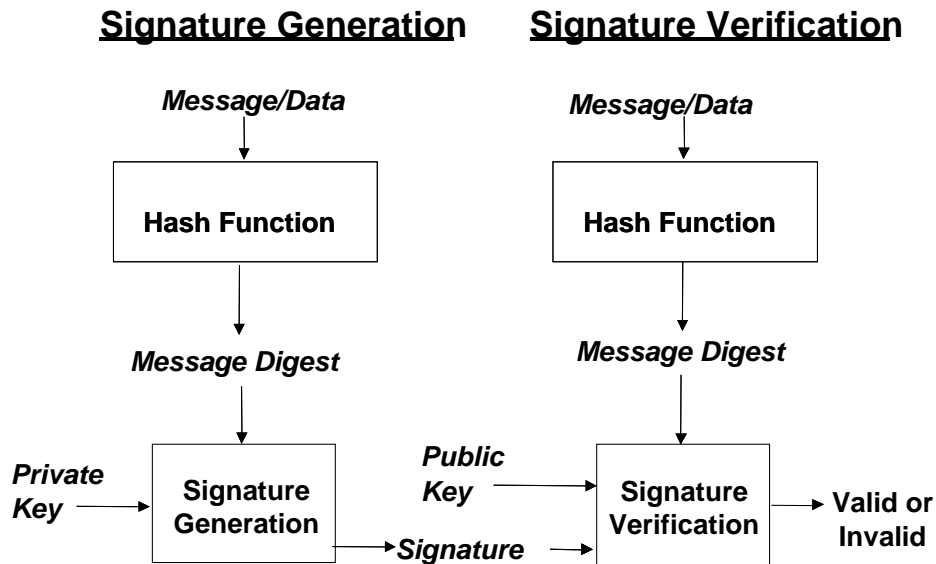 Signature Generation
Signature Verification
Message/Data
Message/Data
Hash Function
Hash Function
Message Digest
Message Digest
Private
Key
Signature
Generation
Public
Key
Signature
Verification
Valid or
Invalid
Signature